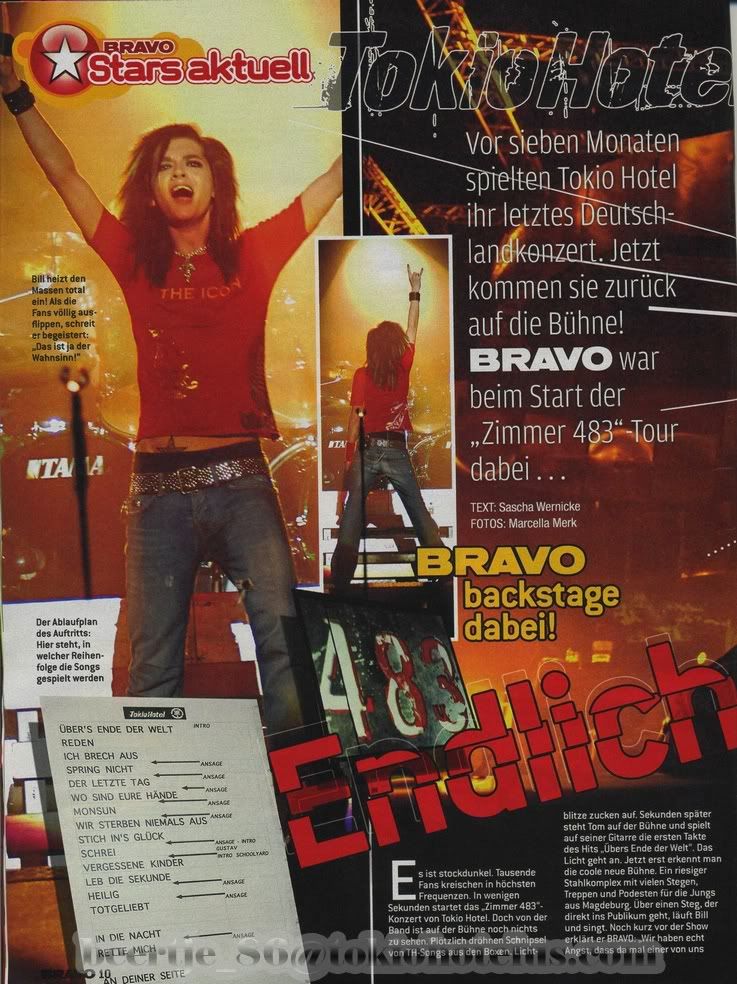 BRAVO
Stars aktuell
Tokio Hote
Vor sieben Monaten
spielten Tokio Hotel
ihr letztes Deutsch-
landkonzert. Jetzt
kommen sie zurück
auf die Bühne!
BRAVO war
beim Start der
„Zimmer 483“-Tour
dabei ...
TEXT: Sascha Wernicke
FOTOS: Marcella Merk
Bill heizt den
Massen total
ein! Als die
Fans völlig aus-
flippen, schreit
er begeistert:
„Das ist ja der
Wahnsinn!“
THE ICON
TAMA
TA
BRAVO
backstage
dabei!
Der Ablaufplan
des Auftritts:
Hier steht, in
welcher Reihen-
folge die Songs
gespielt werden
483
Endlich
Tokio Hotel
ÜBER'S ENDE DER WELT INTRO
REDEN
ICH BRECH AUS
SPRING NICHT ANSAGE
DER LETZTE TAG ANSAGE
WO SIND EURE HÄNDE ANSAGE
MONSUN ANSAGE
WIR STERBEN NIEMALS AUS ANSAGE
STICH IN'S GLÜCK
SCHREI ANSAGE - INTRO GUSTAV
VERGESSENE KINDER INTRO SCHOOLYARD
LEB DIE SEKUNDE
HEILIG ANSAGE
TOTGELIEBT ANSAGE
IN DIE NACHT ANSAGE
RETTE MICH
AN DEINER SEITE
Es ist stockdunkel. Tausende
Fans kreischen in höchsten
Frequenzen. In wenigen
Sekunden startet das „Zimmer 483“-
Konzert von Tokio Hotel. Doch von der
Band ist auf der Bühne noch nichts
zu sehen. Plötzlich dröhnen Schnipsel
von TH-Songs aus den Boxen, Licht-
blitze zucken auf. Sekunden später
steht Tom auf der Bühne und spielt
auf seiner Gitarre die ersten Takte
des Hits „Übers Ende der Welt“. Das
Licht geht an. Jetzt erst erkennt man
die coole neue Bühne. Ein riesiger
Stahlkomplex mit vielen Stegen,
Treppen und Podesten für die Jungs
aus Magdeburg. Über einen Steg, der
direkt ins Publikum geht, läuft Bill
und singt. Noch kurz vor der Show
erklärt er BRAVO: „Wir haben echt
Angst, dass da mal einer von uns
BRAVO 10